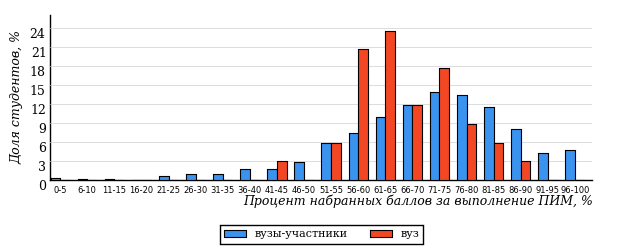 Доля студентов, %
24
21
18
15
12
9
6
3
0
0-5 6-10 11-15 16-20 21-25 26-30 31-35 36-40 41-45 46-50 51-55 56-60 61-65 66-70 71-75 76-80 81-85 86-90 91-95 96-100
Процент набранных баллов за выполнение ПИМ, %
вузы-участники вуз